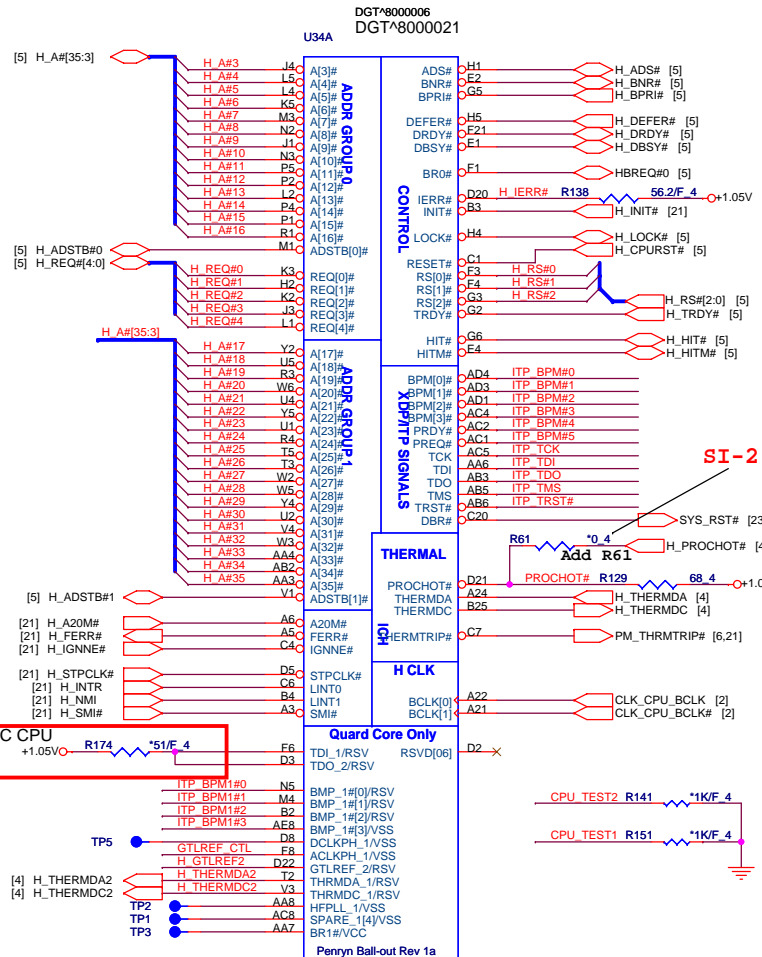 DGT^8000006
DGT^8000021
U34A
[5] H_A#[35:3]
H_A#3 J4 A[3]#
H_A#4 L5 A[4]#
H_A#5 L4 A[5]#
H_A#6 K5 A[6]#
H_A#7 M3 A[7]#
H_A#8 N2 A[8]#
H_A#9 J1 A[9]#
H_A#10 N3 A[10]#
H_A#11 P5 A[11]#
H_A#12 P2 A[12]#
H_A#13 L2 A[13]#
H_A#14 P4 A[14]#
H_A#15 P1 A[15]#
H_A#16 R1 A[16]#
[5] H_ADSTB#0 M1 ADSTB[0]#
[5] H_REQ#[4:0]
H_REQ#0 K3 REQ[0]#
H_REQ#1 H2 REQ[1]#
H_REQ#2 K2 REQ[2]#
H_REQ#3 J3 REQ[3]#
H_REQ#4 L1 REQ[4]#
ADDR GROUP 0
H_A#[35:3]
H_A#17 Y2 A[17]#
H_A#18 U5 A[18]#
H_A#19 R3 A[19]#
H_A#20 W6 A[20]#
H_A#21 U4 A[21]#
H_A#22 Y5 A[22]#
H_A#23 U1 A[23]#
H_A#24 R4 A[24]#
H_A#25 T5 A[25]#
H_A#26 T3 A[26]#
H_A#27 W2 A[27]#
H_A#28 W5 A[28]#
H_A#29 Y4 A[29]#
H_A#30 U2 A[30]#
H_A#31 V4 A[31]#
H_A#32 W3 A[32]#
H_A#33 AA4 A[33]#
H_A#34 AB2 A[34]#
H_A#35 AA3 A[35]#
[5] H_ADSTB#1 V1 ADSTB[1]#
ADDR GROUP 1
[21] H_A20M# A6 A20M#
[21] H_FERR# A5 FERR#
[21] H_IGNNE# C4 IGNNE#
[21] H_STPCLK# D5 STPCLK#
[21] H_INTR C6 LINT0
[21] H_NMI B4 LINT1
[21] H_SMI# A3 SMI#
ICH
CONTROL
ADS# H1 H_ADS# [5]
BNR# E2 H_BNR# [5]
BPRI# G5 H_BPRI# [5]
DEFER# H5 H_DEFER# [5]
DRDY# F21 H_DRDY# [5]
DBSY# E1 H_DBSY# [5]
BR0# F1 HBREQ#0 [5]
IERR# D20 H_IERR# R138 56.2/F_4 +1.05V
INIT# B3 H_INIT# [21]
LOCK# H4 H_LOCK# [5]
RESET# C1 H_CPURST# [5]
RS[0]# F3 H_RS#0
RS[1]# F4 H_RS#1
RS[2]# G3 H_RS#2 H_RS#[2:0] [5]
TRDY# G2 H_TRDY# [5]
HIT# G6 H_HIT# [5]
HITM# E4 H_HITM# [5]
XDP/ITP SIGNALS
BPM[0]# AD4 ITP_BPM#0
BPM[1]# AD3 ITP_BPM#1
BPM[2]# AD1 ITP_BPM#2
BPM[3]# AC4 ITP_BPM#3
PRDY# AC2 ITP_BPM#4
PREQ# AC1 ITP_BPM#5
TCK AC5 ITP_TCK
TDI AA6 ITP_TDI
TDO AB3 ITP_TDO
TMS AB5 ITP_TMS
TRST# AB6 ITP_TRST#
DBR# C20 SYS_RST# [23
SI-2
R61 *0_4 H_PROCHOT# [4
Add R61
THERMAL
PROCHOT# D21 PROCHOT# R129 68_4 +1.0
THERMDA A24 H_THERMDA [4]
THERMDC B25 H_THERMDC [4]
THERMTRIP# C7 PM_THRMTRIP# [6,21]
H CLK
BCLK[0] A22 CLK_CPU_BCLK [2]
BCLK[1] A21 CLK_CPU_BCLK# [2]
Quard Core Only
C CPU
+1.05V R174 *51/F_4 F6 TDI_1/RSV
D3 TDO_2/RSV
RSVD[06] D2
ITP_BPM1#0 N5 BMP_1#[0]/RSV
ITP_BPM1#1 M4 BMP_1#[1]/RSV
ITP_BPM1#2 B2 BMP_1#[2]/RSV
ITP_BPM1#3 AE8 BMP_1#[3]/VSS
TP5 D8 DCLKPH_1/VSS
GTLREF_CTL F8 ACLKPH_1/VSS
H_GTLREF2 D22 GTLREF_2/RSV
[4] H_THERMDA2 H_THERMDA2 T2 THRMDA_1/RSV
[4] H_THERMDC2 H_THERMDC2 V3 THRMDC_1/RSV
TP2 AA8 HFPLL_1/VSS
TP1 AC8 SPARE_1[4]/VSS
TP3 AA7 BR1#/VCC
CPU_TEST2 R141 *1K/F_4
CPU_TEST1 R151 *1K/F_4
Penryn Ball-out Rev 1a